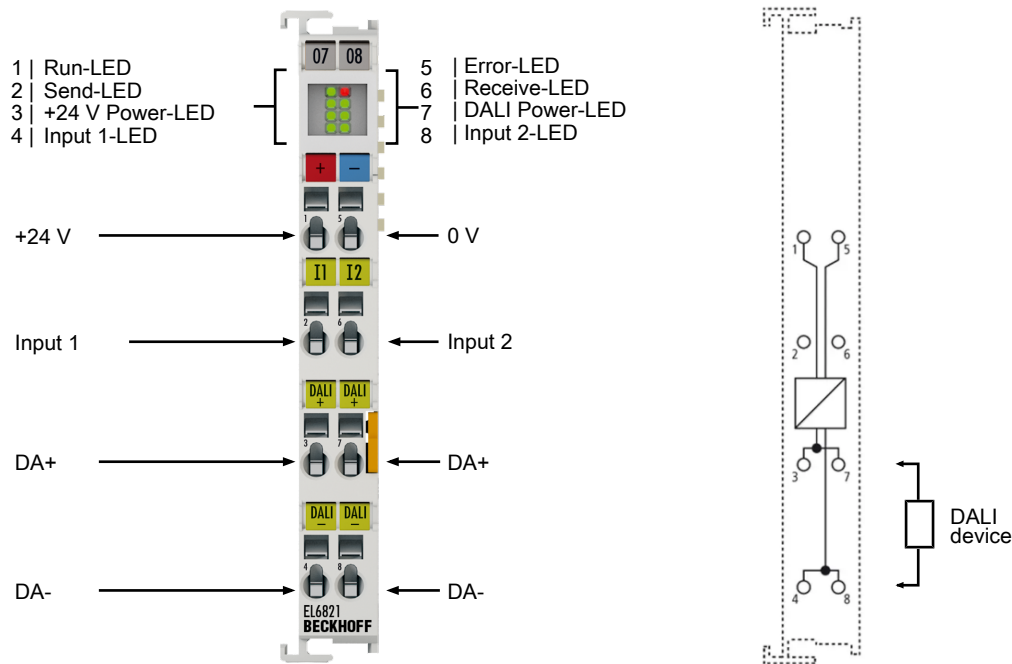 07 08
1 | Run-LED
2 | Send-LED
3 | +24 V Power-LED
4 | Input 1-LED
5 | Error-LED
6 | Receive-LED
7 | DALI Power-LED
8 | Input 2-LED
+ −
1 5
+24 V
0 V
I1 I2
2 6
Input 1
Input 2
DALI + DALI +
3 7
DA+
DA+
DALI − DALI −
4 8
DA-
DA-
EL6821
BECKHOFF
1 5
2 6
3 7
4 8
DALI
device